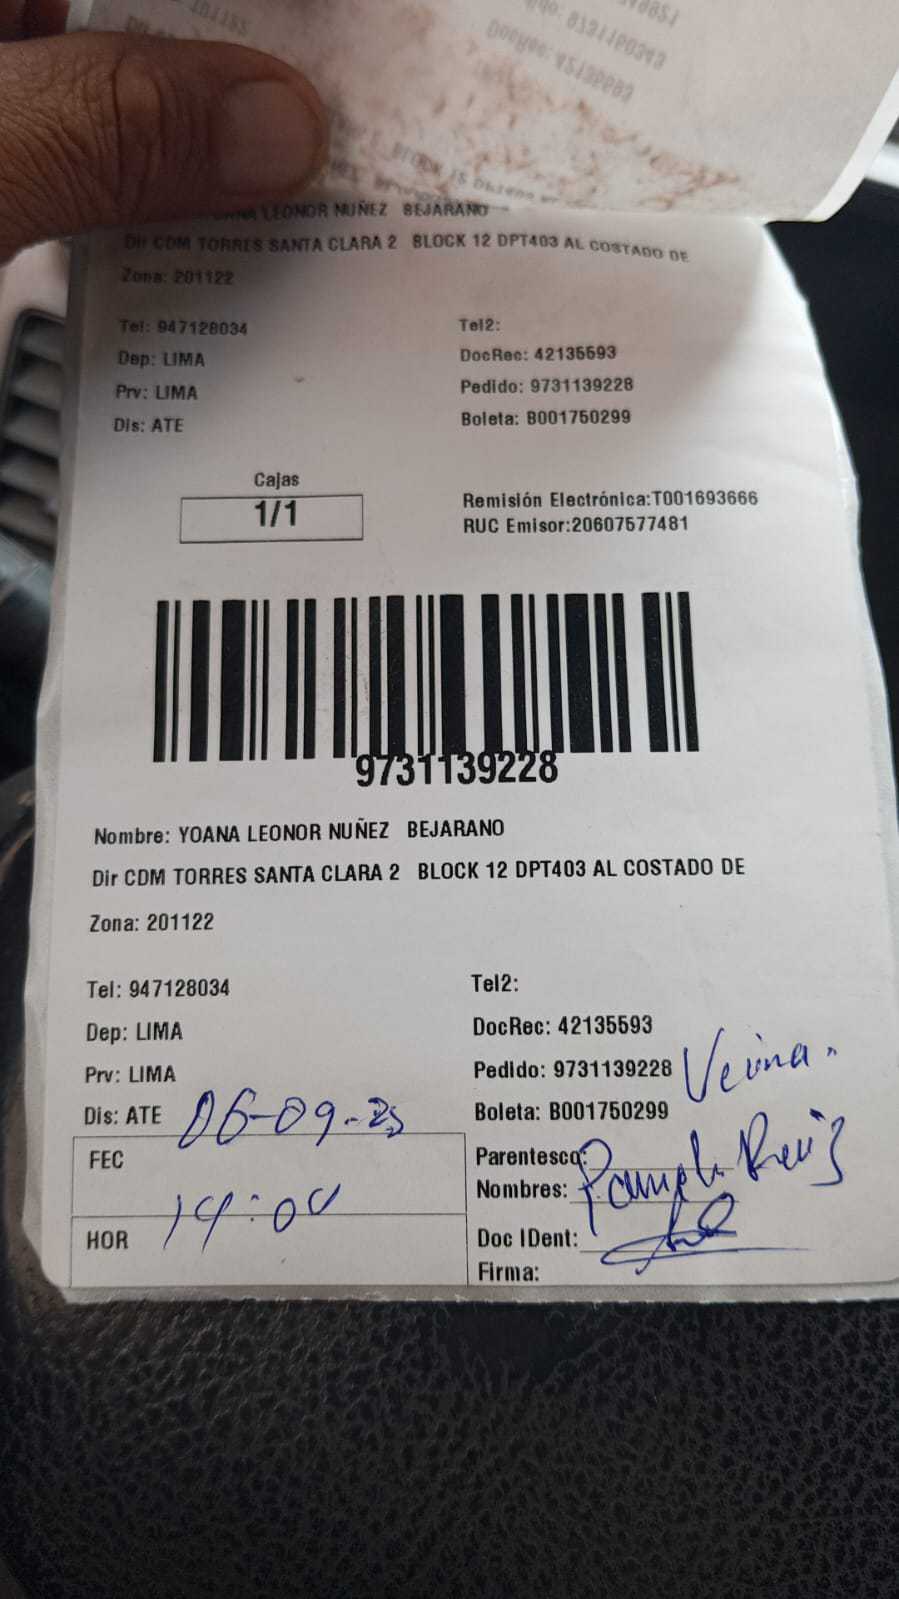 LEONOR NUÑEZ BEJARANO
Dir CDM TORRES SANTA CLARA 2 BLOCK 12 DPT403 AL COSTADO DE
Zona: 201122
Tel: 947128034 Tel2:
Dep: LIMA DocRec: 42135593
Prv: LIMA Pedido: 9731139228
Dis: ATE Boleta: B001750299
Cajas
1/1
Remisión Electrónica:T001693666
RUC Emisor:20607577481
9731139228
Nombre: YOANA LEONOR NUÑEZ BEJARANO
Dir CDM TORRES SANTA CLARA 2 BLOCK 12 DPT403 AL COSTADO DE
Zona: 201122
Tel: 947128034 Tel2:
Dep: LIMA DocRec: 42135593
Prv: LIMA Pedido: 9731139228
Dis: ATE 06-09-25 Boleta: B001750299
FEC Parentesco:
Nombres: Pamela
HOR 14:00 Doc IDent:
Firma: